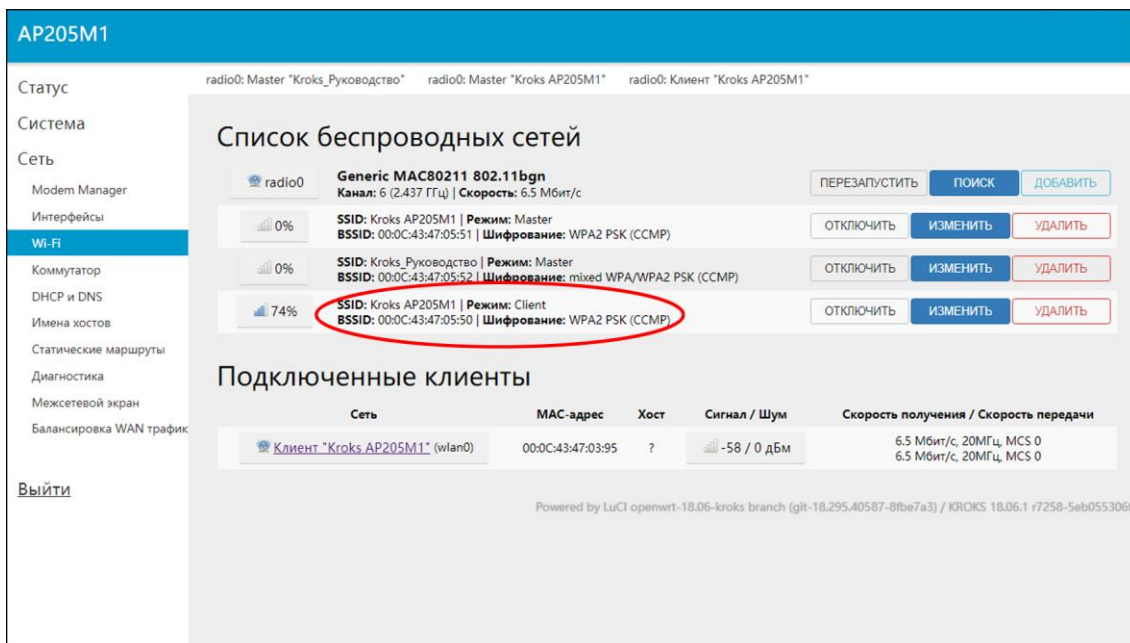 AP205M1
Статус
Система
Сеть
Modem Manager
Интерфейсы
Wi-Fi
Коммутатор
DHCP и DNS
Имена хостов
Статические маршруты
Диагностика
Межсетевой экран
Балансировка WAN трафик
Выйти
radio0: Master "Kroks_Руководство" radio0: Master "Kroks AP205M1" radio0: Клиент "Kroks AP205M1"
Список беспроводных сетей
radio0
Generic MAC80211 802.11bgn
Канал: 6 (2.437 ГГц) | Скорость: 6.5 Мбит/с
ПЕРЕЗАПУСТИТЬ ПОИСК ДОБАВИТЬ
0%
SSID: Kroks AP205M1 | Режим: Master
BSSID: 00:0C:43:47:05:51 | Шифрование: WPA2 PSK (CCMP)
ОТКЛЮЧИТЬ ИЗМЕНИТЬ УДАЛИТЬ
0%
SSID: Kroks_Руководство | Режим: Master
BSSID: 00:0C:43:47:05:52 | Шифрование: mixed WPA/WPA2 PSK (CCMP)
ОТКЛЮЧИТЬ ИЗМЕНИТЬ УДАЛИТЬ
74%
SSID: Kroks AP205M1 | Режим: Client
BSSID: 00:0C:43:47:05:50 | Шифрование: WPA2 PSK (CCMP)
ОТКЛЮЧИТЬ ИЗМЕНИТЬ УДАЛИТЬ
Подключенные клиенты
Сеть MAC-адрес Хост Сигнал / Шум Скорость получения / Скорость передачи
Клиент "Kroks AP205M1" (wlan0) 00:0C:43:47:03:95 ? -58 / 0 дБм
6.5 Мбит/с, 20МГц, MCS 0
6.5 Мбит/с, 20МГц, MCS 0
Powered by LuCI openwrt-18.06-kroks branch (git-18.295.40587-8fbe7a3) / KROKS 18.06.1 r7258-5eb055306